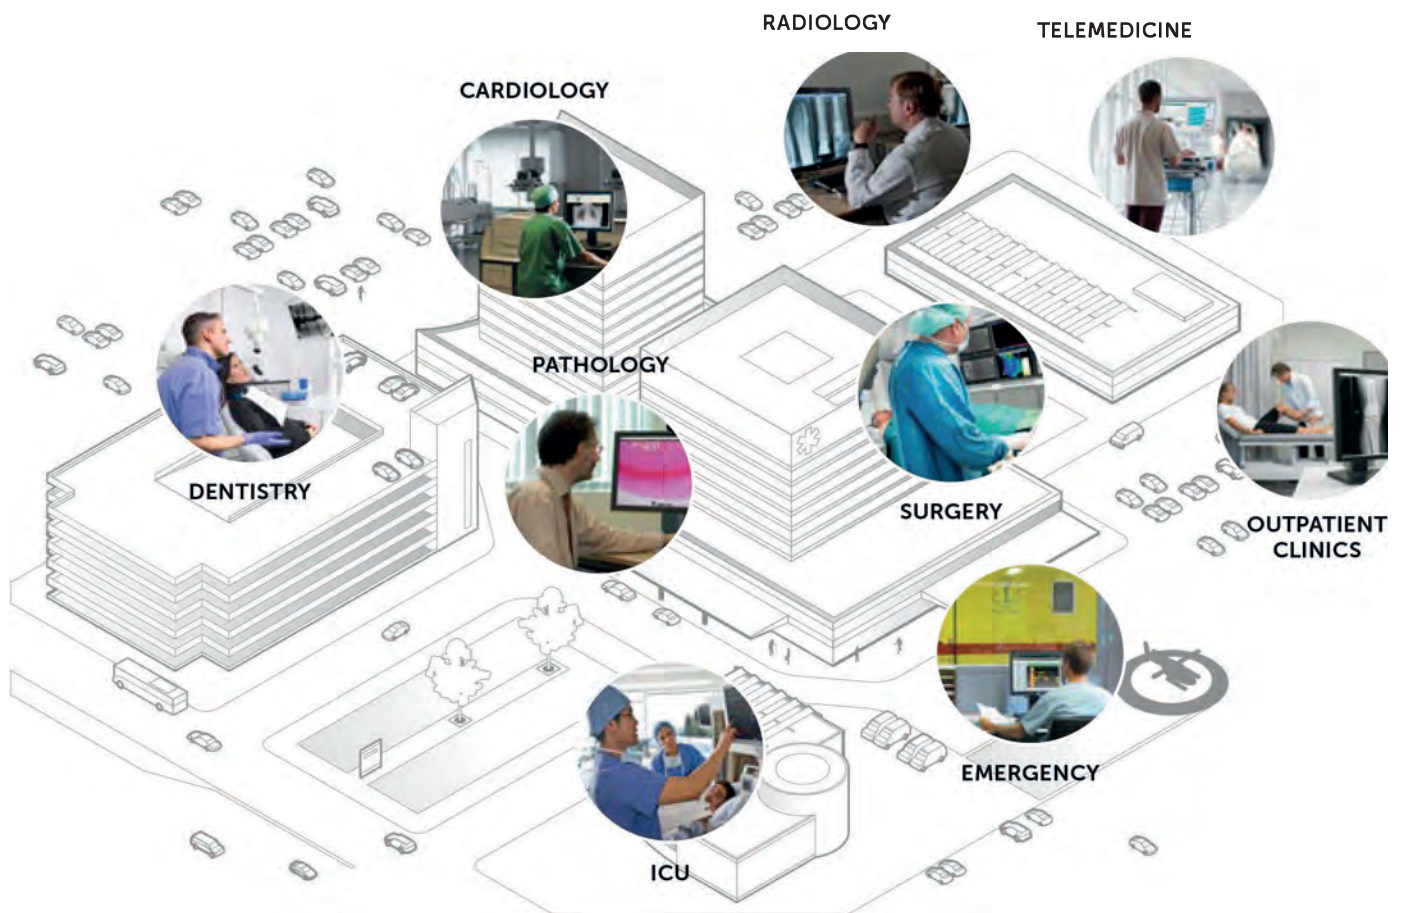 RADIOLOGY
TELEMEDICINE
CARDIOLOGY
PATHOLOGY
DENTISTRY
SURGERY
OUTPATIENT
CLINICS
EMERGENCY
ICU